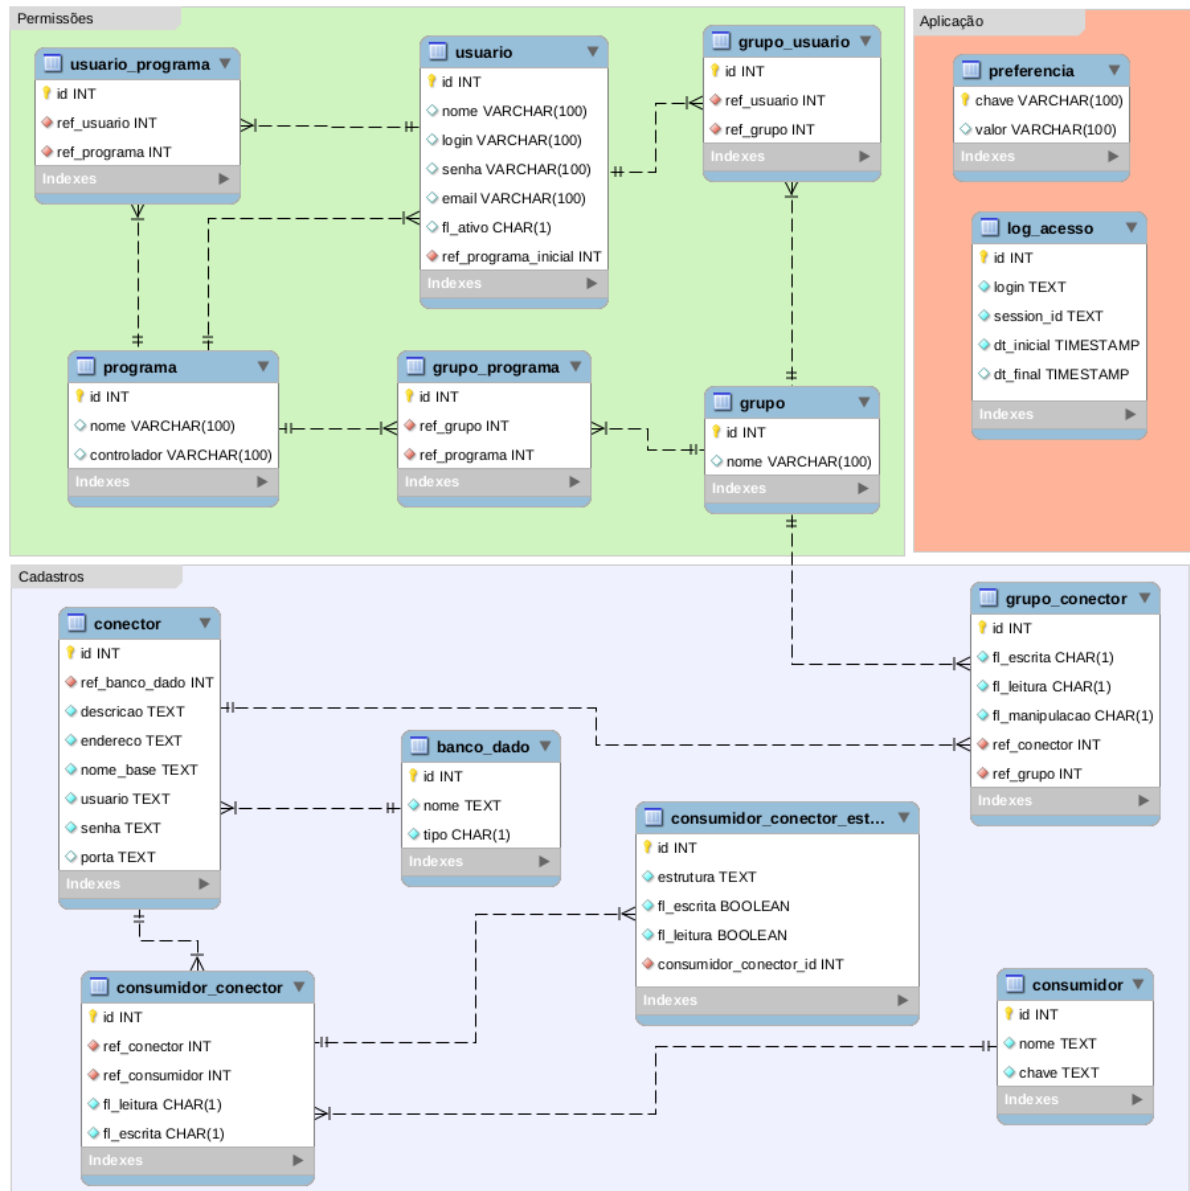 Permissões
usuario_programa
id INT
ref_usuario INT
ref_programa INT
Indexes
usuario
id INT
nome VARCHAR(100)
login VARCHAR(100)
senha VARCHAR(100)
email VARCHAR(100)
fl_ativo CHAR(1)
ref_programa_inicial INT
Indexes
grupo_usuario
id INT
ref_usuario INT
ref_grupo INT
Indexes
programa
id INT
nome VARCHAR(100)
controlador VARCHAR(100)
Indexes
grupo_programa
id INT
ref_grupo INT
ref_programa INT
Indexes
grupo
id INT
nome VARCHAR(100)
Indexes
Aplicação
preferencia
chave VARCHAR(100)
valor VARCHAR(100)
Indexes
log_acesso
id INT
login TEXT
session_id TEXT
dt_inicial TIMESTAMP
dt_final TIMESTAMP
Indexes
Cadastros
conector
id INT
ref_banco_dado INT
descricao TEXT
endereco TEXT
nome_base TEXT
usuario TEXT
senha TEXT
porta TEXT
Indexes
banco_dado
id INT
nome TEXT
tipo CHAR(1)
Indexes
grupo_conector
id INT
fl_escrita CHAR(1)
fl_leitura CHAR(1)
fl_manipulacao CHAR(1)
ref_conector INT
ref_grupo INT
Indexes
consumidor_conector_est...
id INT
estrutura TEXT
fl_escrita BOOLEAN
fl_leitura BOOLEAN
consumidor_conector_id INT
Indexes
consumidor_conector
id INT
ref_conector INT
ref_consumidor INT
fl_leitura CHAR(1)
fl_escrita CHAR(1)
Indexes
consumidor
id INT
nome TEXT
chave TEXT
Indexes